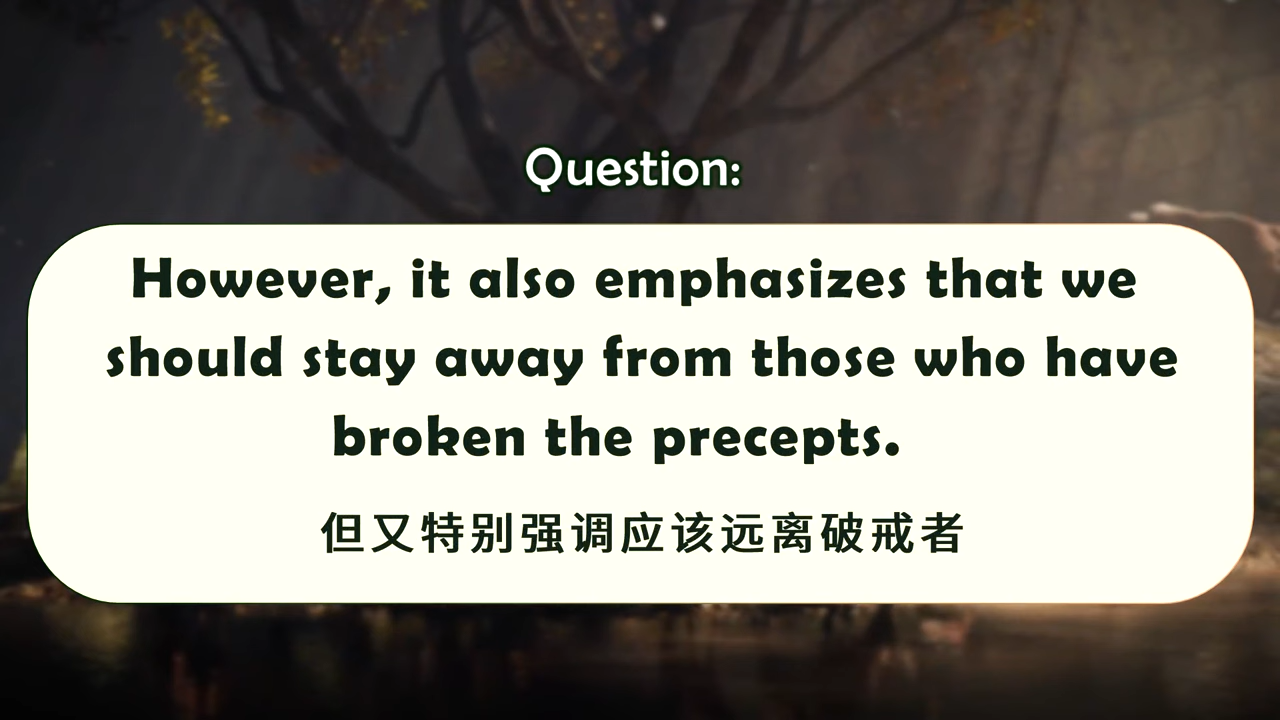 Question:
However, it also emphasizes that we
should stay away from those who have
broken the precepts.
但又特别强调应该远离破戒者